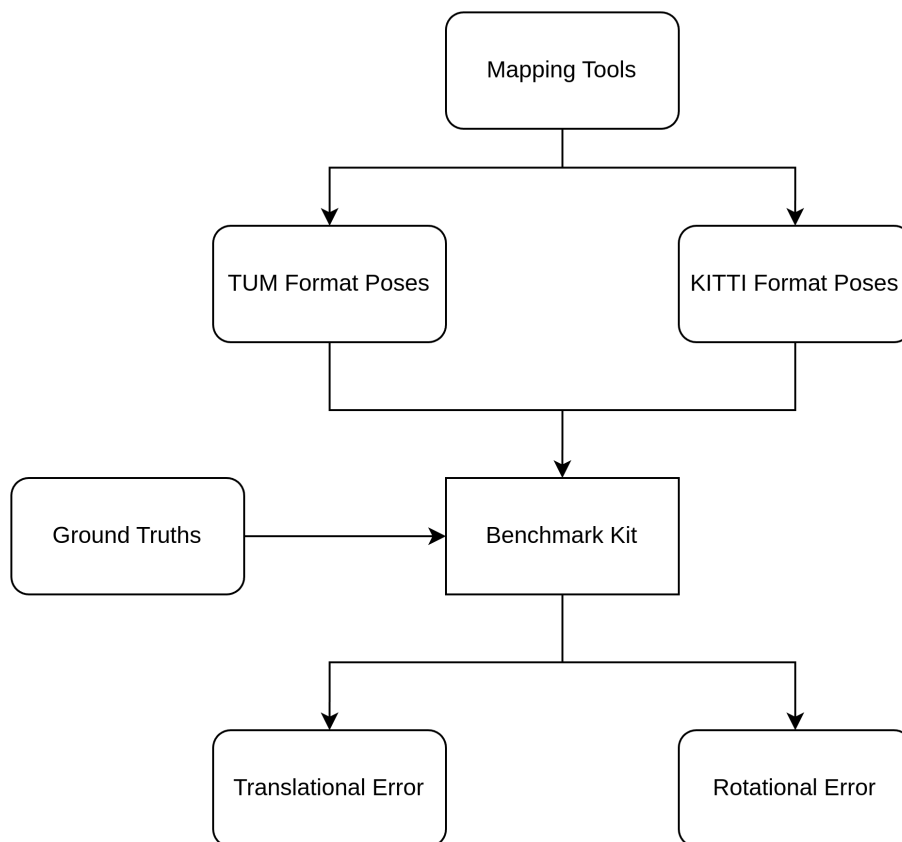 Mapping Tools
TUM Format Poses
KITTI Format Poses
Ground Truths
Benchmark Kit
Translational Error
Rotational Error